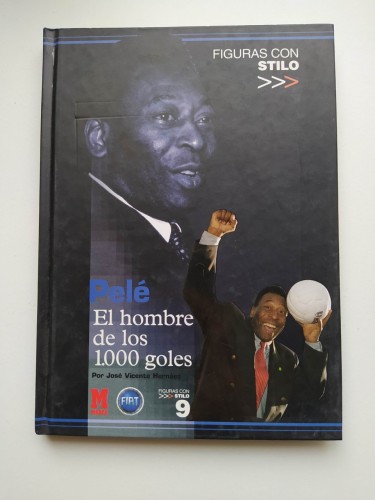 FIGURAS CON
STILO
>>>
Pelé
El hombre
de los
1.000 goles
Por José Vicente
M
FIAT
FIGURAS CON
>>> STILO
9